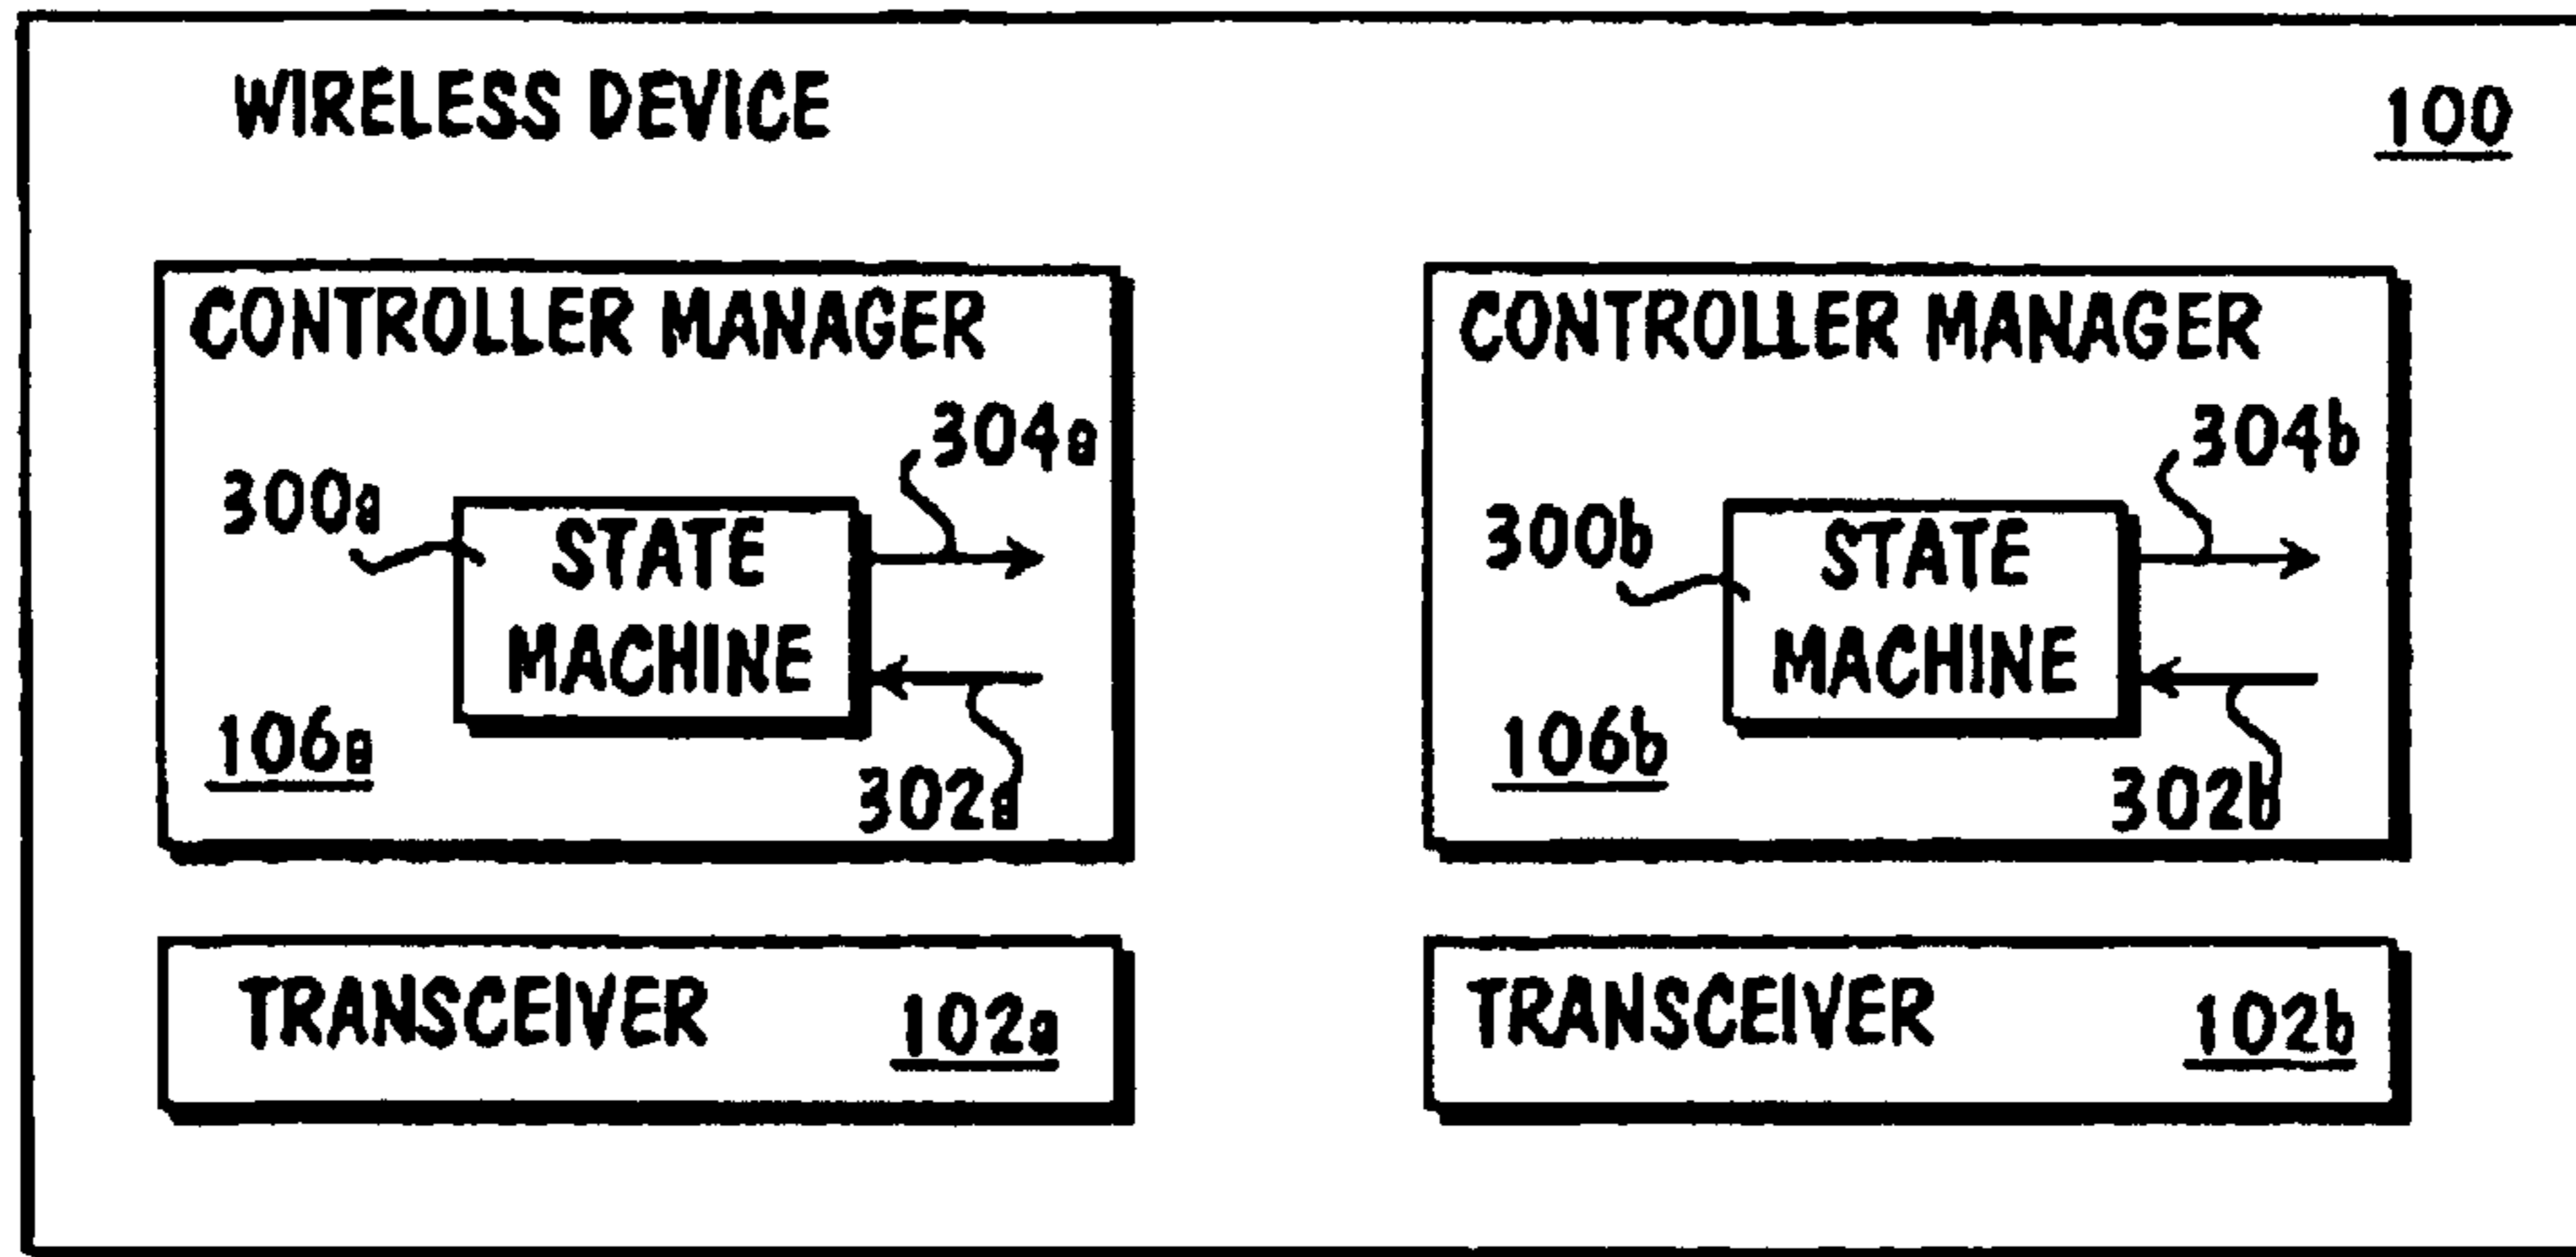 WIRELESS DEVICE
100
CONTROLLER MANAGER
304a
300a
STATE
MACHINE
106a
302a
CONTROLLER MANAGER
304b
300b
STATE
MACHINE
106b
302b
TRANSCEIVER 102a
TRANSCEIVER 102b